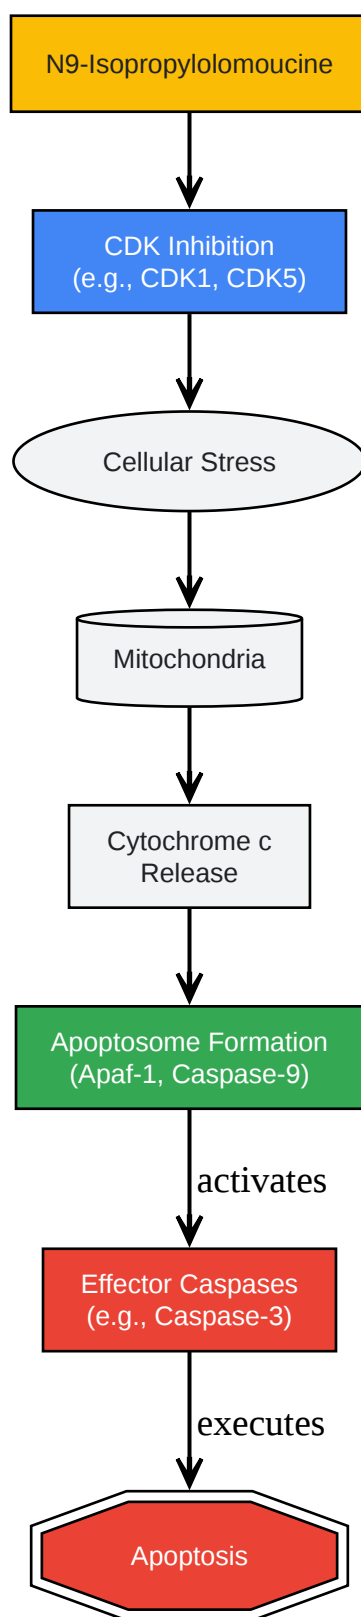 N9-Isopropylolomoucine
CDK Inhibition
(e.g., CDK1, CDK5)
Cellular Stress
Mitochondria
Cytochrome c
Release
Apoptosome Formation
(Apaf-1, Caspase-9)
activates
Effector Caspases
(e.g., Caspase-3)
executes
Apoptosis